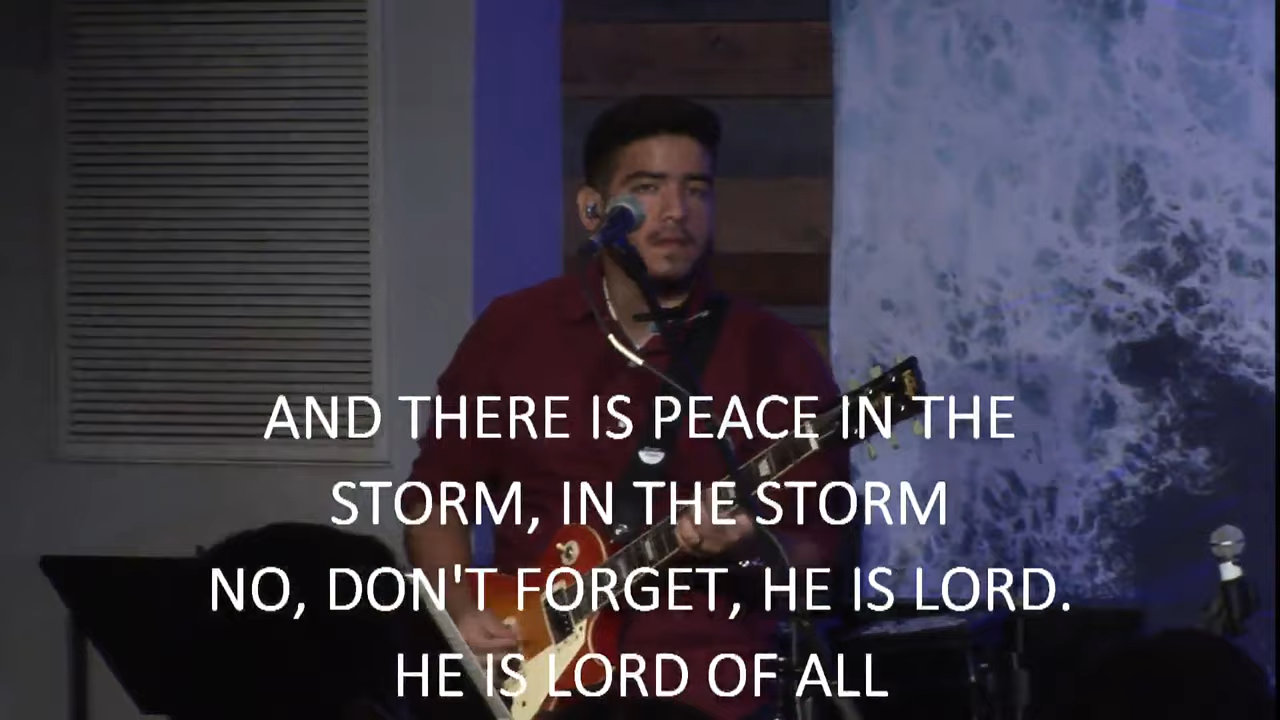 AND THERE IS PEACE IN THE
STORM, IN THE STORM
NO, DON'T FORGET, HE IS LORD.
HE IS LORD OF ALL